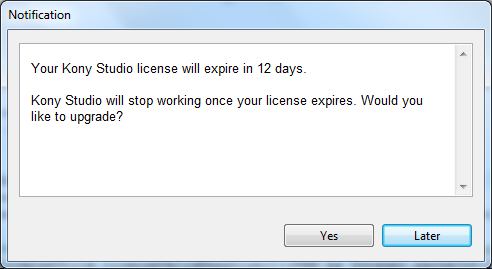 Notification
Your Kony Studio license will expire in 12 days.
Kony Studio will stop working once your license expires. Would you
like to upgrade?
Yes
Later